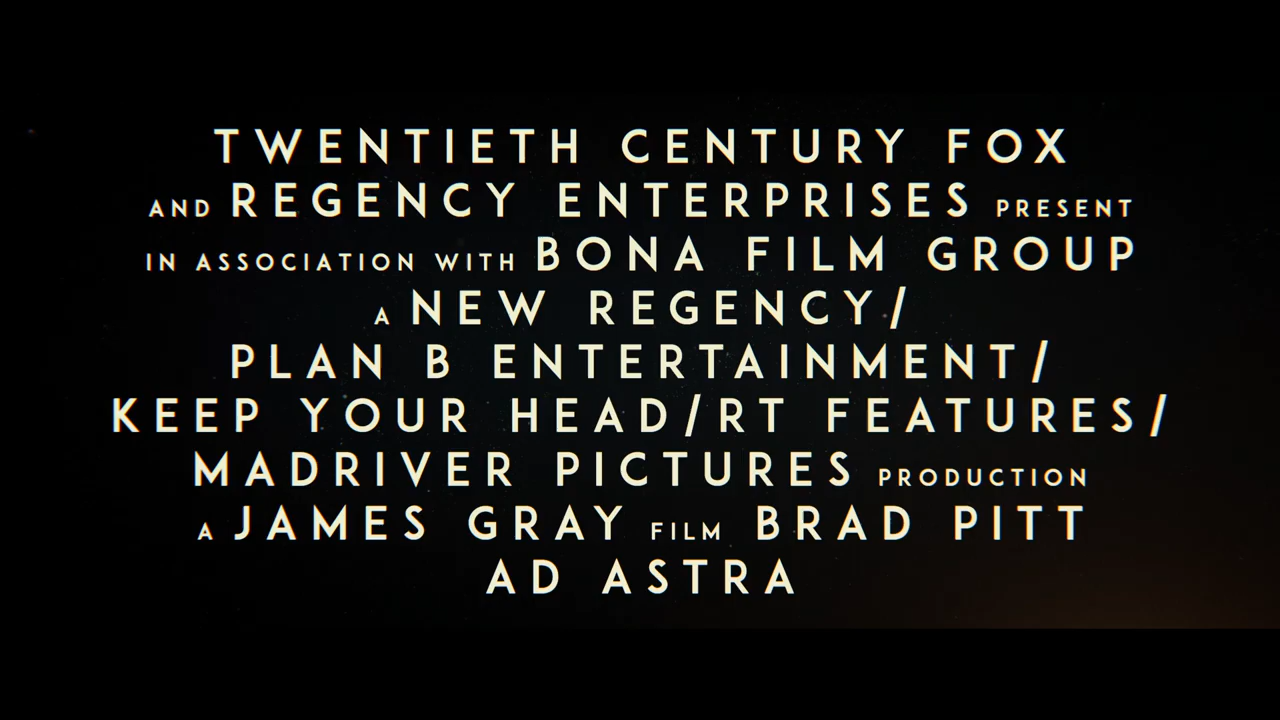 TWENTIETH CENTURY FOX
AND REGENCY ENTERPRISES PRESENT
IN ASSOCIATION WITH BONA FILM GROUP
A NEW REGENCY/
PLAN B ENTERTAINMENT/
KEEP YOUR HEAD/RT FEATURES/
MADRIVER PICTURES PRODUCTION
A JAMES GRAY FILM BRAD PITT
AD ASTRA